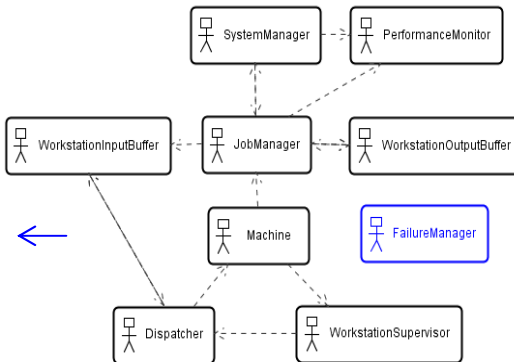 SystemManager
PerformanceMonitor
WorkstationInputBuffer
JobManager
WorkstationOutputBuffer
Machine
FailureManager
Dispatcher
WorkstationSupervisor